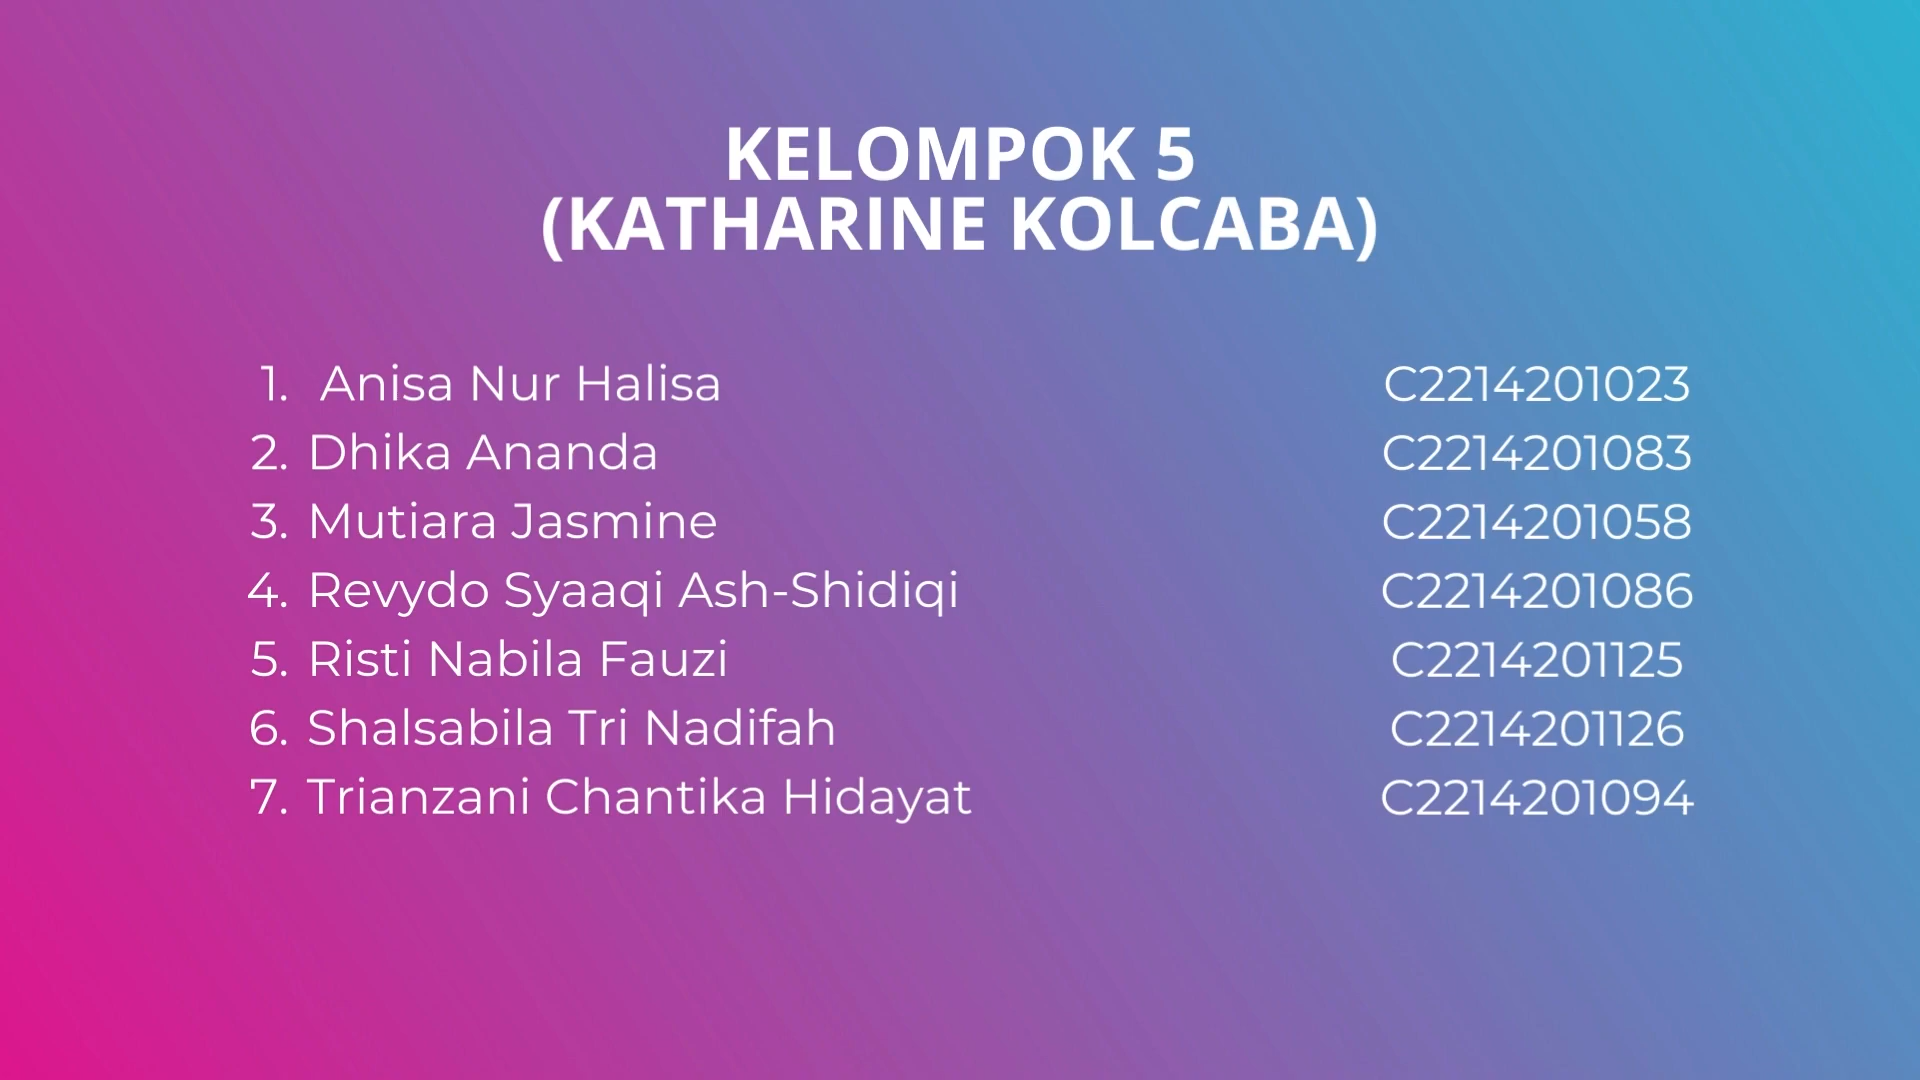 KELOMPOK 5
(KATHARINE KOLCABA)
1. Anisa Nur Halisa C2214201023
2. Dhika Ananda C2214201083
3. Mutiara Jasmine C2214201058
4. Revydo Syaaqi Ash-Shidiqi C2214201086
5. Risti Nabila Fauzi C2214201125
6. Shalsabila Tri Nadifah C2214201126
7. Trianzani Chantika Hidayat C2214201094